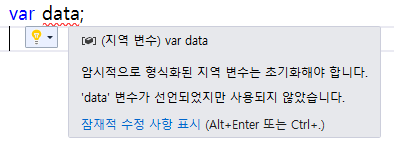 var data;
(지역 변수) var data
암시적으로 형식화된 지역 변수는 초기화해야 합니다.
'data' 변수가 선언되었지만 사용되지 않았습니다.
잠재적 수정 사항 표시 (Alt+Enter 또는 Ctrl+.)